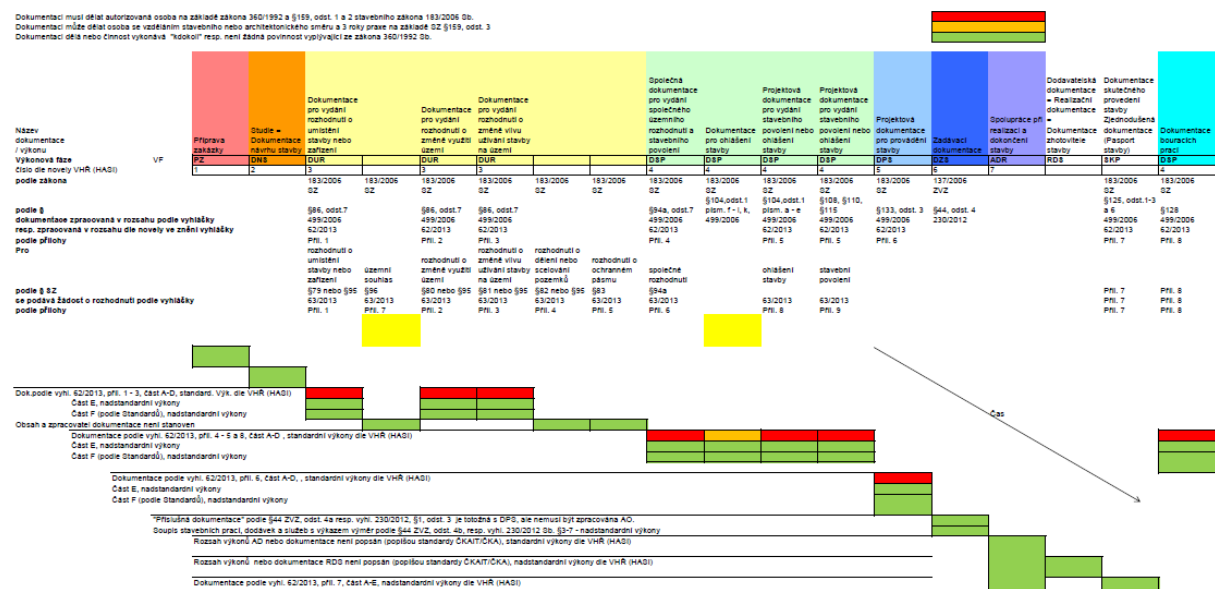 Dokumentaci musí dělat autorizovaná osoba na základě zákona 360/1992 a §159, odst. 1 a 2 stavebního zákona 183/2006 Sb.
Dokumentaci může dělat osoba se vzděláním stavebního nebo architektonického směru a 3 roky praxe na základě SZ §159, odst. 3
Dokumentaci dělá nebo činnost vykonává "kdokoli" resp. není žádná povinnost vyplývající ze zákona 360/1992 Sb.
Název dokumentace / výkonu
Příprava zakázky
Studie = Dokumentace návrhu stavby
Dokumentace pro vydání rozhodnutí o umístění stavby nebo zařízení
Dokumentace pro vydání rozhodnutí o změně využití území
Dokumentace pro vydání rozhodnutí o změně vlivu užívání stavby na území
Společná dokumentace pro vydání společného územního rozhodnutí a stavebního povolení
Dokumentace pro ohlášení stavby
Projektová dokumentace pro vydání stavebního povolení nebo ohlášení stavby
Projektová dokumentace pro vydání stavebního povolení nebo ohlášení stavby
Projektová dokumentace pro provádění stavby
Zadávací dokumentace
Spolupráce při realizaci a dokončení stavby
Dodavatelská dokumentace = Realizační dokumentace = Dokumentace zhotovitele stavby
Dokumentace skutečného provedení stavby Zjednodušená dokumentace (Pasport stavby)
Dokumentace bouracích prací
Výkonová fáze VF PZ DNS DUR DUR DUR DSP DSP DSP DSP DPS DZS ADR RDS SKP DSP
číslo dle novely VHŘ (HASI) 1 2 3 3 3 4 4 4 4 5 6 7 4
podle zákona 183/2006 SZ 183/2006 SZ 183/2006 SZ 183/2006 SZ 183/2006 SZ 183/2006 SZ 183/2006 SZ 183/2006 SZ 183/2006 SZ 183/2006 SZ 183/2006 SZ 137/2006 ZVZ 183/2006 SZ 183/2006 SZ
podle § §86, odst.7 §86, odst.7 §86, odst.7 §94a, odst.7 §104,odst.1 písm. f - i, k, §104,odst.1 písm. a - e §108, §110, §115 §133, odst. 3 §44, odst. 4 §125, odst.1-3 a 6 §128
dokumentace zpracovaná v rozsahu podle vyhlášky 499/2006 499/2006 499/2006 499/2006 499/2006 499/2006 499/2006 499/2006 230/2012 499/2006 499/2006
resp. zpracovaná v rozsahu dle novely ve znění vyhlášky 62/2013 62/2013 62/2013 62/2013 62/2013 62/2013 62/2013 62/2013 62/2013
podle přílohy Příl. 1 Příl. 2 Příl. 3 Příl. 4 Příl. 5 Příl. 5 Příl. 6 Příl. 7 Příl. 8
Pro
rozhodnutí o umístění stavby nebo zařízení
územní souhlas
rozhodnutí o změně využití území
rozhodnutí o změně vlivu užívání stavby na území
rozhodnutí o dělení nebo scelování pozemků
rozhodnutí o ochranném pásmu
společné rozhodnutí
ohlášení stavby
stavební povolení
podle § SZ §79 nebo §95 §96 §80 nebo §95 §81 nebo §95 §82 nebo §95 §83 §94a Příl. 7 Příl. 8
se podává žádost o rozhodnutí podle vyhlášky 63/2013 63/2013 63/2013 63/2013 63/2013 63/2013 63/2013 63/2013 63/2013 Příl. 7 Příl. 8
podle přílohy Příl. 1 Příl. 7 Příl. 2 Příl. 3 Příl. 4 Příl. 5 Příl. 6 Příl. 8 Příl. 9 Příl. 7 Příl. 8
Dok.podle vyhl. 62/2013, příl. 1 - 3, část A-D, standard. Výk. dle VHŘ (HASI)
Část E, nadstandardní výkony
Čas
Část F (podle Standardů), nadstandardní výkony
Obsah a zpracovatel dokumentace není stanoven
Dokumentace podle vyhl. 62/2013, příl. 4 - 5 a 8, část A-D , standardní výkony dle VHŘ (HASI)
Část E, nadstandardní výkony
Část F (podle Standardů), nadstandardní výkony
Dokumentace podle vyhl. 62/2013, příl. 6, část A-D, , standardní výkony dle VHŘ (HASI)
Část E, nadstandardní výkony
Část F (podle Standardů), nadstandardní výkony
"Příslušná dokumentace" podle §44 ZVZ, odst. 4a resp. vyhl. 230/2012, §1, odst. 3 je totožná s DPS, ale nemusí být zpracována AO.
Soupis stavebních prací, dodávek a služeb s výkazem výměr podle §44 ZVZ, odst. 4b, resp. vyhl. 230/2012 Sb. §3-7 - nadstandardní výkony
Rozsah výkonů AD nebo dokumentace není popsán (popíšou standardy ČKAIT/ČKA), standardní výkony dle VHŘ (HASI)
Rozsah výkonů nebo dokumentace RDS není popsán (popíšou standardy ČKAIT/ČKA), nadstandardní výkony dle VHŘ (HASI)
Dokumentace podle vyhl. 62/2013, příl. 7, část A-E, nadstandardní výkony dle VHŘ (HASI)